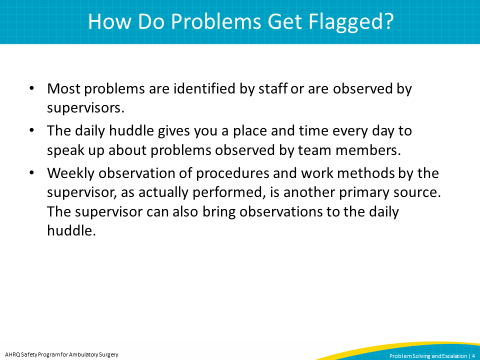 How Do Problems Get Flagged?
• Most problems are identified by staff or are observed by
supervisors.
• The daily huddle gives you a place and time every day to
speak up about problems observed by team members.
• Weekly observation of procedures and work methods by the
supervisor, as actually performed, is another primary source.
The supervisor can also bring observations to the daily
huddle.
AHRQ Safety Program for Ambulatory Surgery
Problem Solving and Escalation | 4